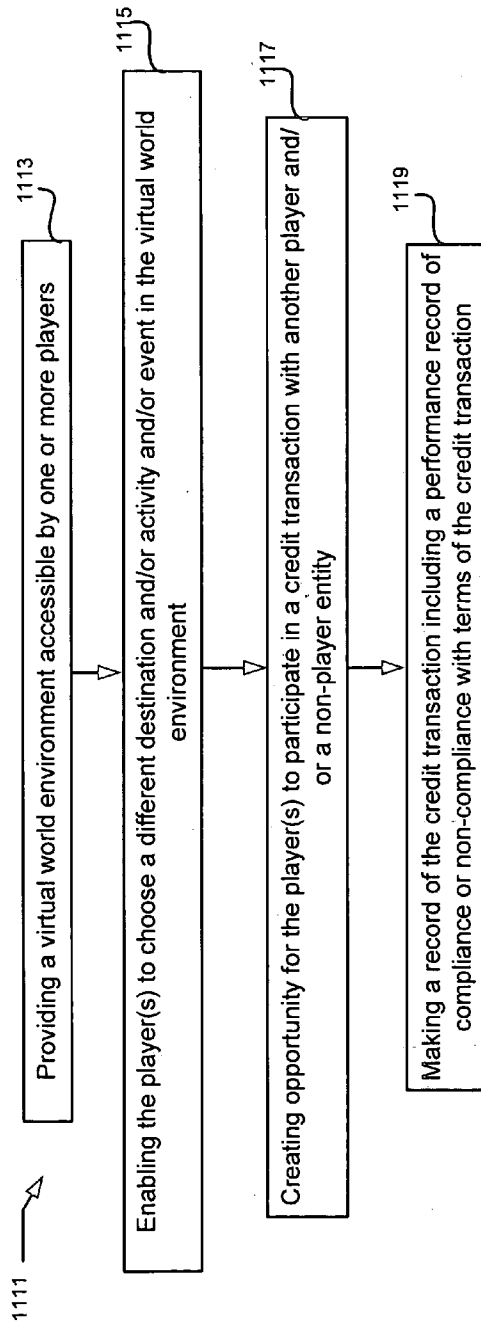 1111
1113
Providing a virtual world environment accessible by one or more players
1115
Enabling the player(s) to choose a different destination and/or activity and/or event in the virtual world
environment
1117
Creating opportunity for the player(s) to participate in a credit transaction with another player and/
or a non-player entity
1119
Making a record of the credit transaction including a performance record of
compliance or non-compliance with terms of the credit transaction